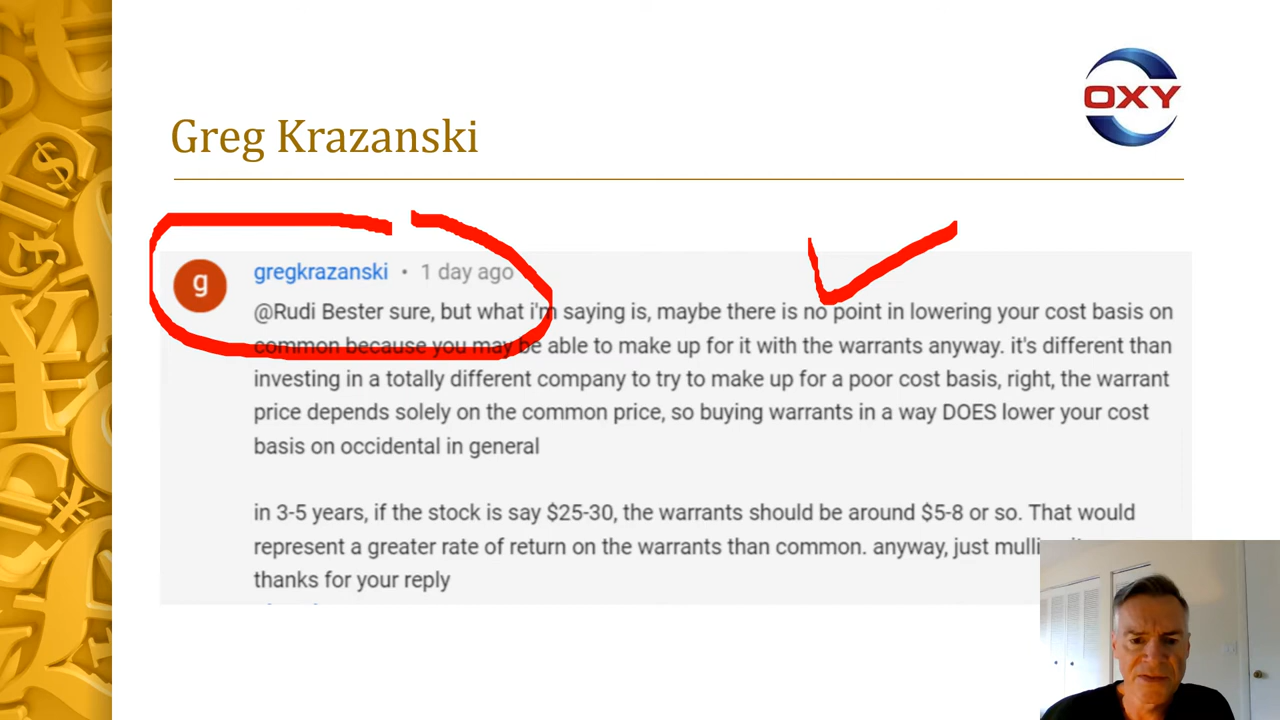 OXY
Greg Krazanski
g
gregkrazanski • 1 day ago
@Rudi Bester sure, but what i'm saying is, maybe there is no point in lowering your cost basis on
common because you may be able to make up for it with the warrants anyway. it's different than
investing in a totally different company to try to make up for a poor cost basis, right, the warrant
price depends solely on the common price, so buying warrants in a way DOES lower your cost
basis on occidental in general
in 3-5 years, if the stock is say $25-30, the warrants should be around $5-8 or so. That would
represent a greater rate of return on the warrants than common. anyway, just
thanks for your reply